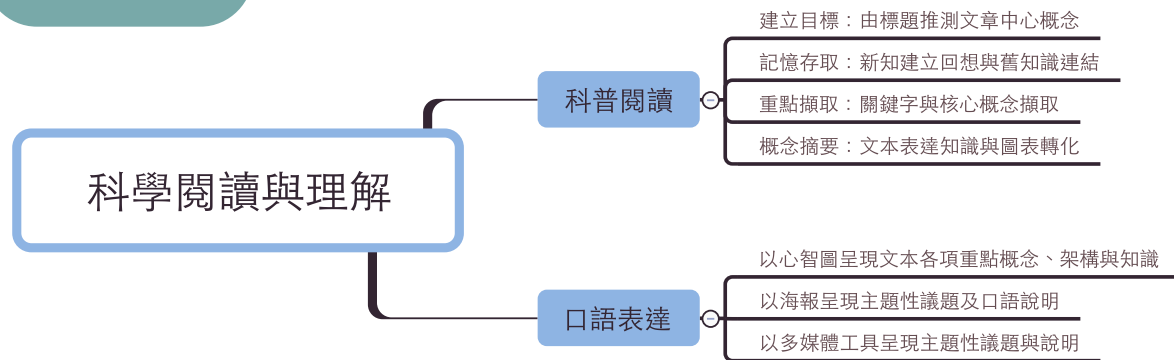 科學閱讀與理解
科普閱讀
建立目標：由標題推測文章中心概念
記憶存取：新知建立回想與舊知識連結
重點擷取：關鍵字與核心概念擷取
概念摘要：文本表達知識與圖表轉化
口語表達
以心智圖呈現文本各項重點概念、架構與知識
以海報呈現主題性議題及口語說明
以多媒體工具呈現主題性議題與說明